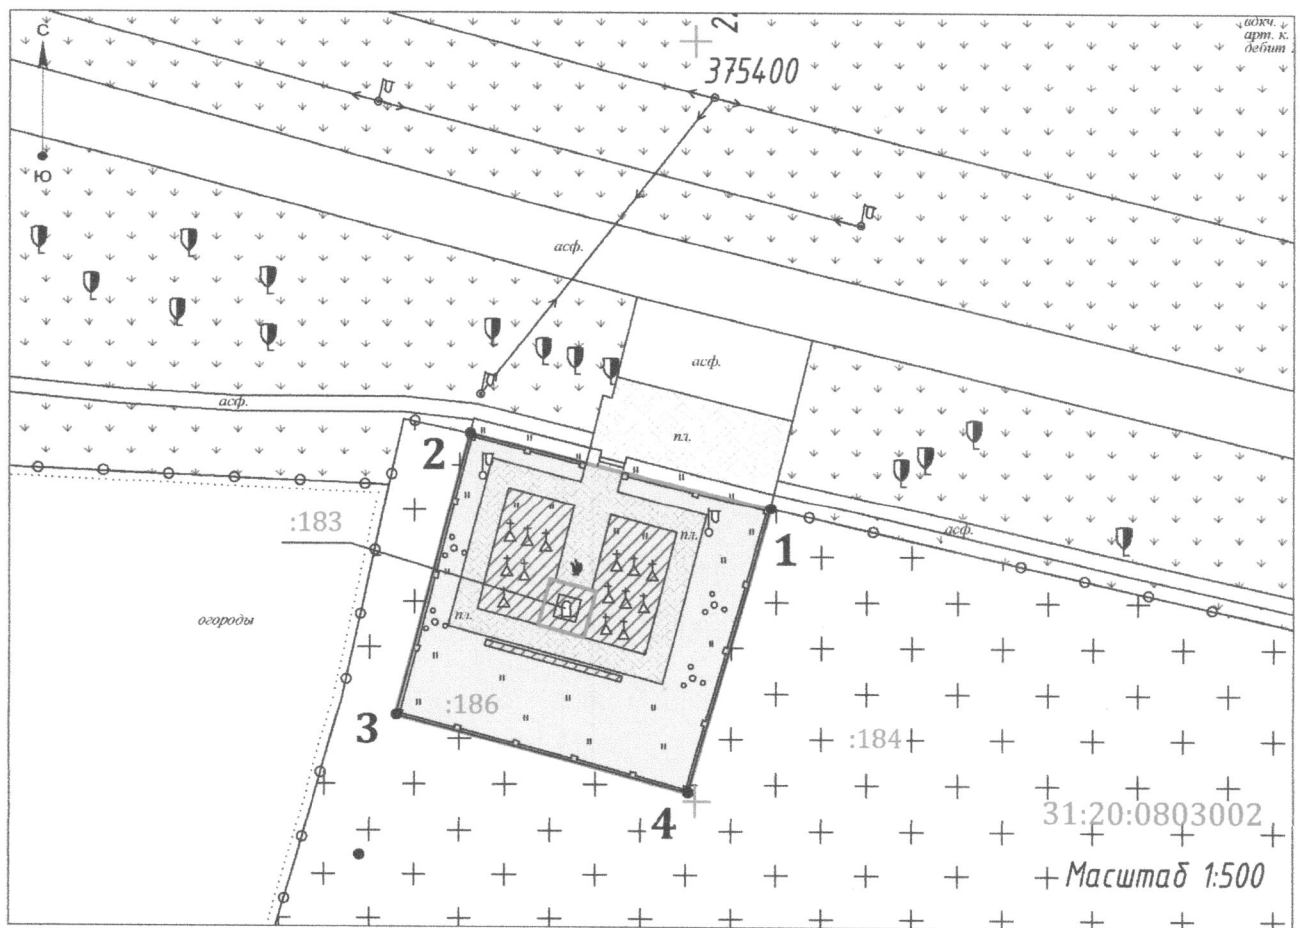 С
вдкч.
арт. к.
дебит
375400
Ю
асф.
асф.
асф.
пл.
2
:183
пл.
1
асф.
огороды
пл.
:186
3
:184
4
31:20:0803002
Масштаб 1:500